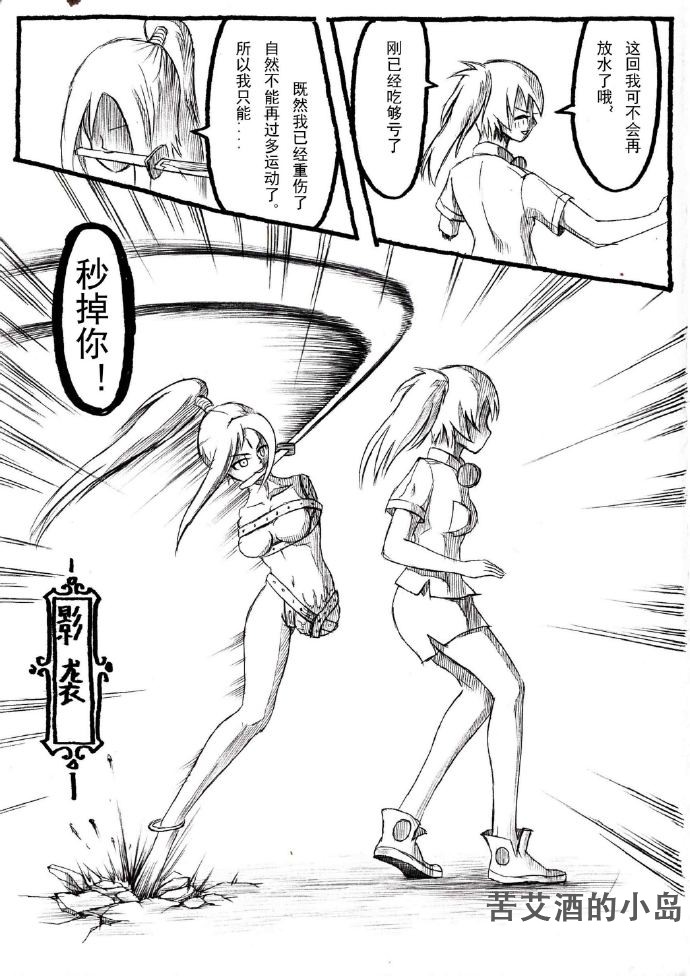 这回我可不会再
放水了哦，
刚已经吃够亏了
既然我已经重伤了
自然不能再过多运动了。
所以我只能....
秒掉你！
影袭
苦艾酒的小岛